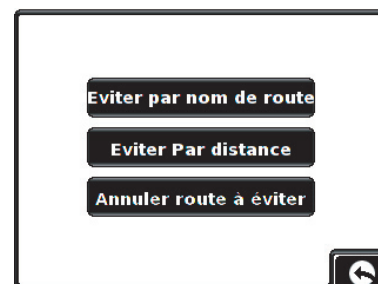 Eviter par nom de route
Eviter Par distance
Annuler route à éviter